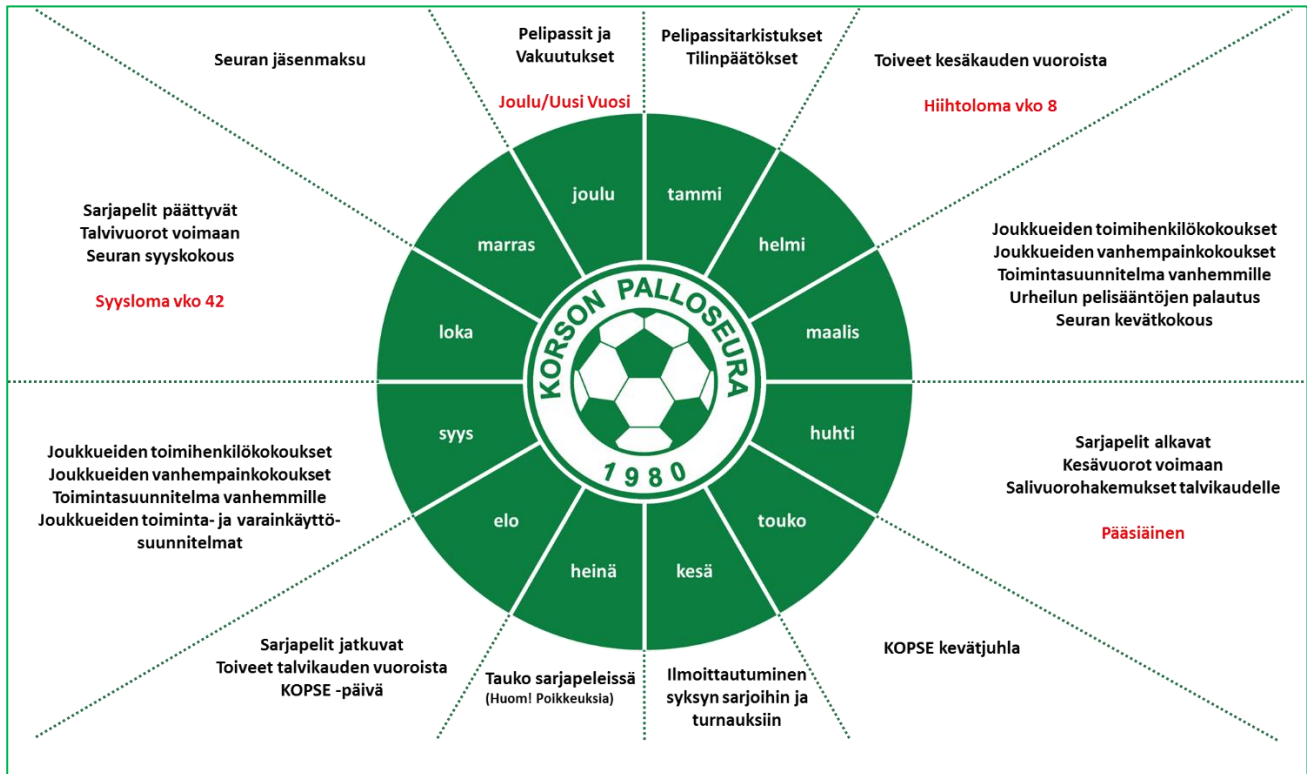 Pelipassit ja
Vakuutukset
Joulu/Uusi Vuosi
Pelipassitarkistukset
Tilinpäätökset
Toiveet kesäkauden vuoroista
Hiihtoloma vko 8
Joukkueiden toimihenkilökokoukset
Joukkueiden vanhempainkokoukset
Toimintasuunnitelma vanhemmille
Urheilun pelisääntöjen palautus
Seuran kevätkokous
Sarjapelit alkavat
Kesävuorot voimaan
Salivuorohakemukset talvikaudelle
Pääsiäinen
KOPSE kevätjuhla
Ilmoittautuminen
syksyn sarjoihin ja
turnauksiin
Tauko sarjapeleissä
(Huom! Poikkeuksia)
Sarjapelit jatkuvat
Toiveet talvikauden vuoroista
KOPSE -päivä
Joukkueiden toimihenkilökokoukset
Joukkueiden vanhempainkokoukset
Toimintasuunnitelma vanhemmille
Joukkueiden toiminta- ja varainkäyttö-
suunnitelmat
Sarjapelit päättyvät
Talvivuorot voimaan
Seuran syyskokous
Syysloma vko 42
Seuran jäsenmaksu
joulu
tammi
helmi
maalis
huhti
touko
kesä
heinä
elo
syys
loka
marras
KORSON PALLOSEURA
1980